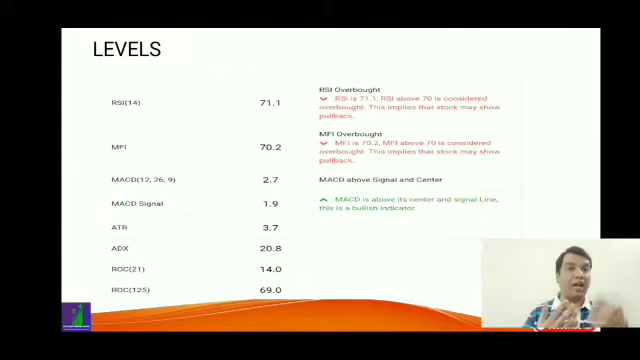 LEVELS
RSI(14)
71.1
RSI Overbought
RSI is 71.1, RSI above 70 is considered
overbought. This implies that stock may show
pullback.
MFI
70.2
MFI Overbought
MFI is 70.2, MFI above 70 is considered
overbought. This implies that stock may show
pullback.
MACD(12, 26, 9)
2.7
MACD above Signal and Center
MACD Signal
1.9
MACD is above its center and signal Line,
this is a bullish indicator.
ATR
3.7
ADX
20.8
ROC(21)
14.0
ROC(125)
69.0